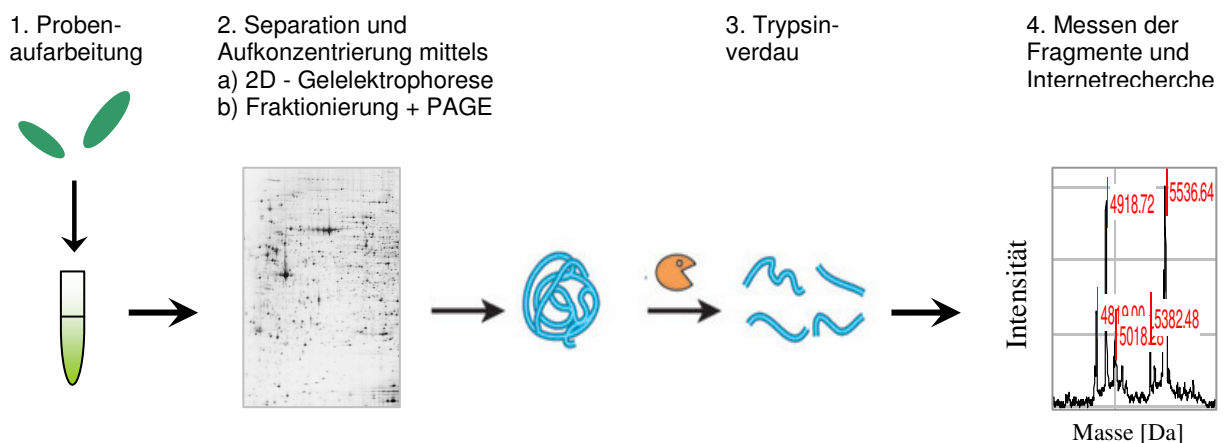 1. Proben-
aufarbeitung
2. Separation und
Aufkonzentrierung mittels
a) 2D - Gelelektrophorese
b) Fraktionierung + PAGE
3. Trypsin-
verdau
4. Messen der
Fragmente und
Internetrecherche
Intensität
5536.64
4918.72
5382.48
Masse [Da]